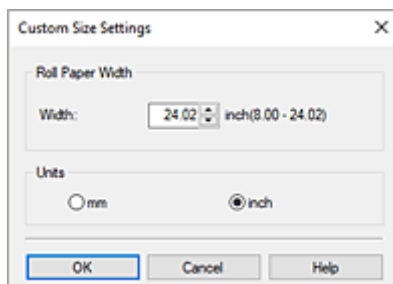 Custom Size Settings
Roll Paper Width
Width: 24.02 inch(8.00 - 24.02)
Units
mm inch
OK Cancel Help